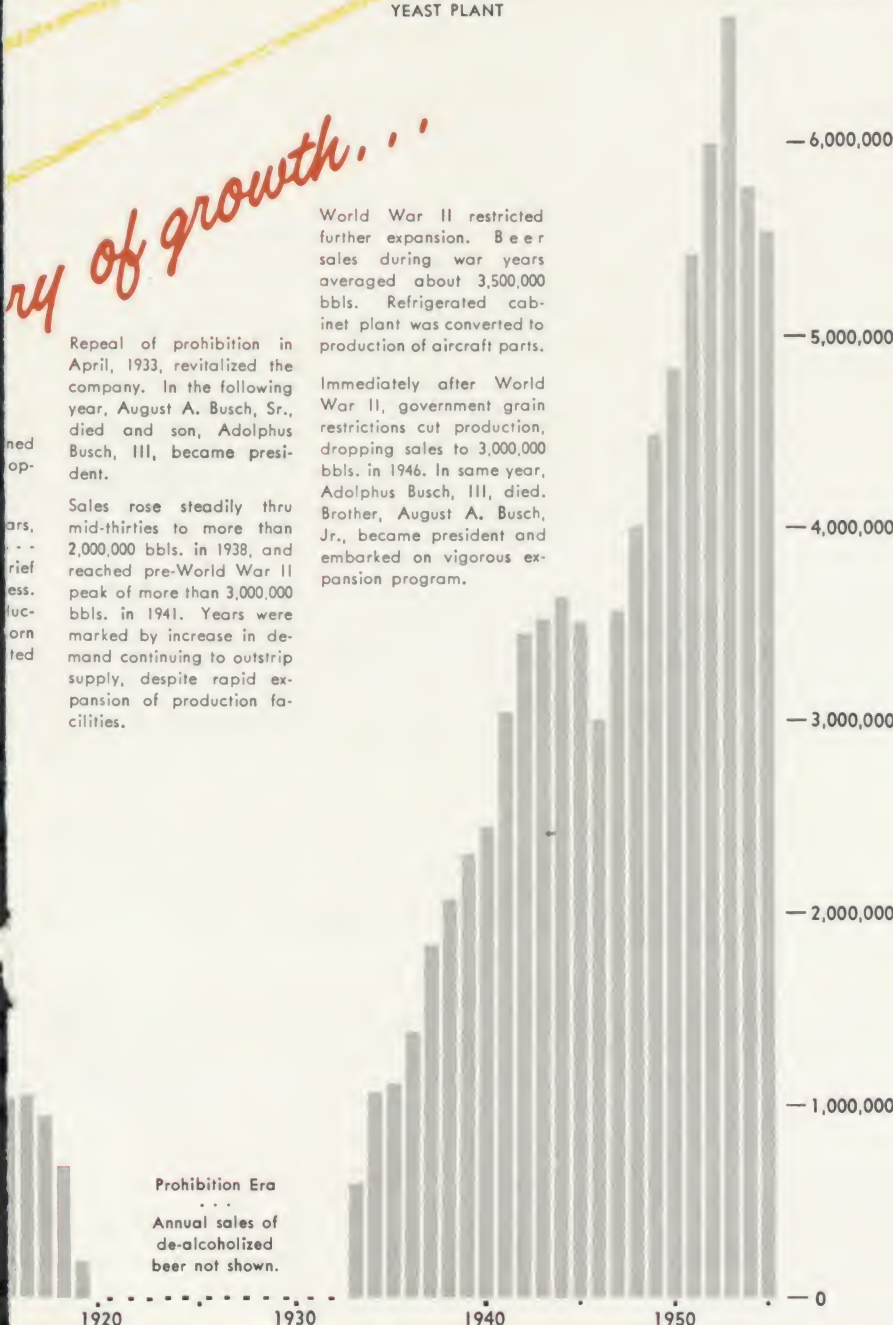 YEAST PLANT
ry of growth...
ned
op-
ars,
- - -
rief
ess.
luc-
orn
ted
Repeal of prohibition in
April, 1933, revitalized the
company. In the following
year, August A. Busch, Sr.,
died and son, Adolphus
Busch, III, became presi-
dent.
Sales rose steadily thru
mid-thirties to more than
2,000,000 bbls. in 1938, and
reached pre-World War II
peak of more than 3,000,000
bbls. in 1941. Years were
marked by increase in de-
mand continuing to outstrip
supply, despite rapid ex-
pansion of production fa-
cilities.
World War II restricted
further expansion. Beer
sales during war years
averaged about 3,500,000
bbls. Refrigerated cab-
inet plant was converted to
production of aircraft parts.
Immediately after World
War II, government grain
restrictions cut production,
dropping sales to 3,000,000
bbls. in 1946. In same year,
Adolphus Busch, III, died.
Brother, August A. Busch,
Jr., became president and
embarked on vigorous ex-
pansion program.
6,000,000
5,000,000
4,000,000
3,000,000
2,000,000
1,000,000
0
Prohibition Era
. . .
Annual sales of
de-alcoholized
beer not shown.
1920 1930 1940 1950